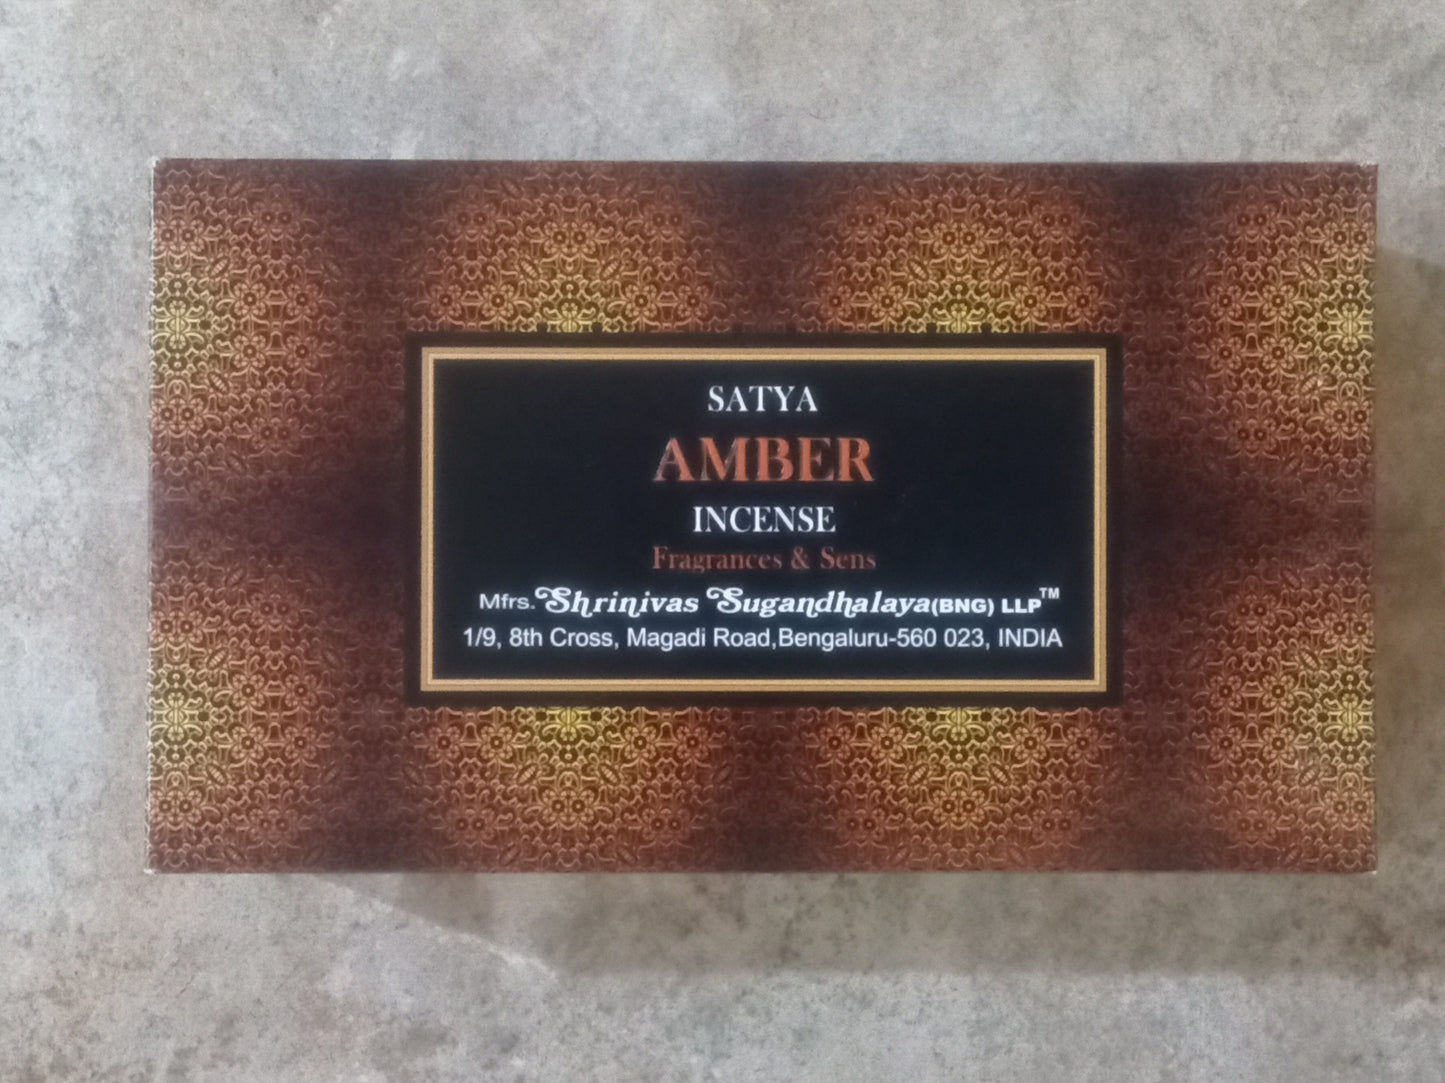 SATYA
AMBER
INCENSE
Fragrances & Sens
Mfrs. Shrinivas Sugandhalaya (BNG) LLP™
1/9, 8th Cross, Magadi Road,Bengaluru-560 023, INDIA